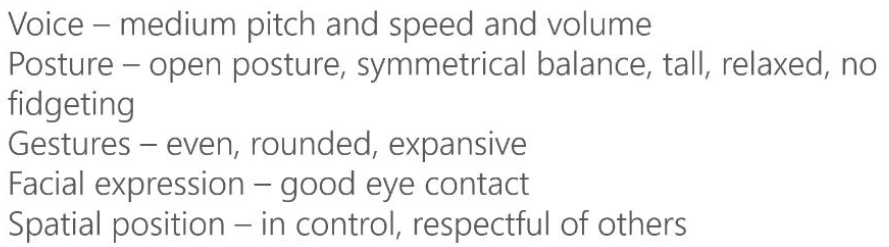 Voice – medium pitch and speed and volume
Posture – open posture, symmetrical balance, tall, relaxed, no
fidgeting
Gestures – even, rounded, expansive
Facial expression – good eye contact
Spatial position – in control, respectful of others